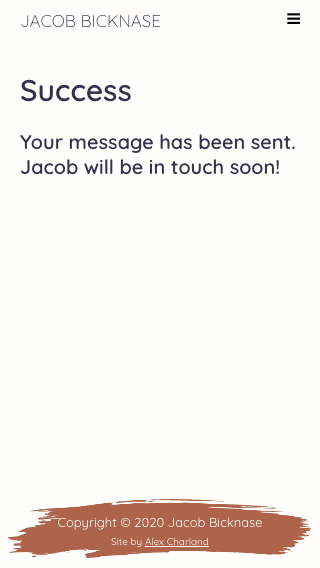 JACOB BICKNASE
Success
Your message has been sent.
Jacob will be in touch soon!
Copyright © 2020 Jacob Bicknase
Site by Alex Charland